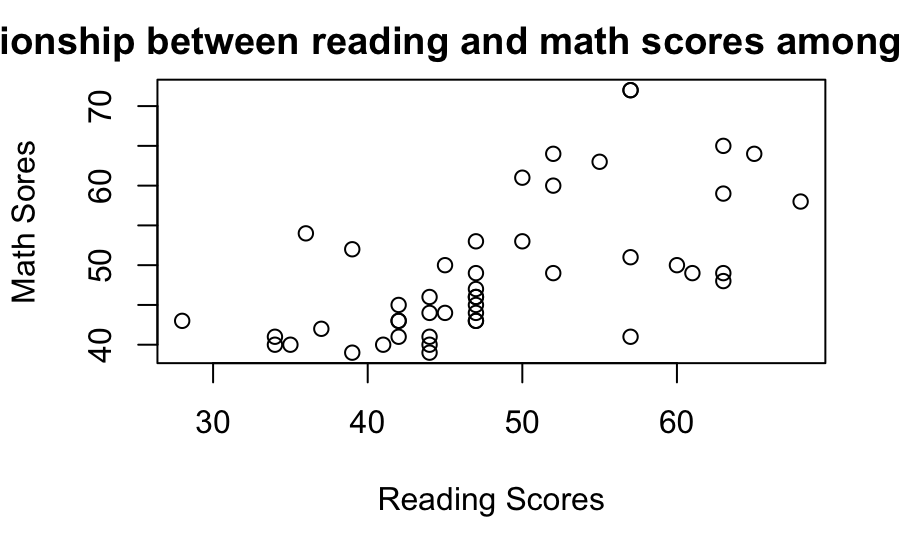 ionship between reading and math scores among
Math Sores
70
60
50
40
30 40 50 60
Reading Scores